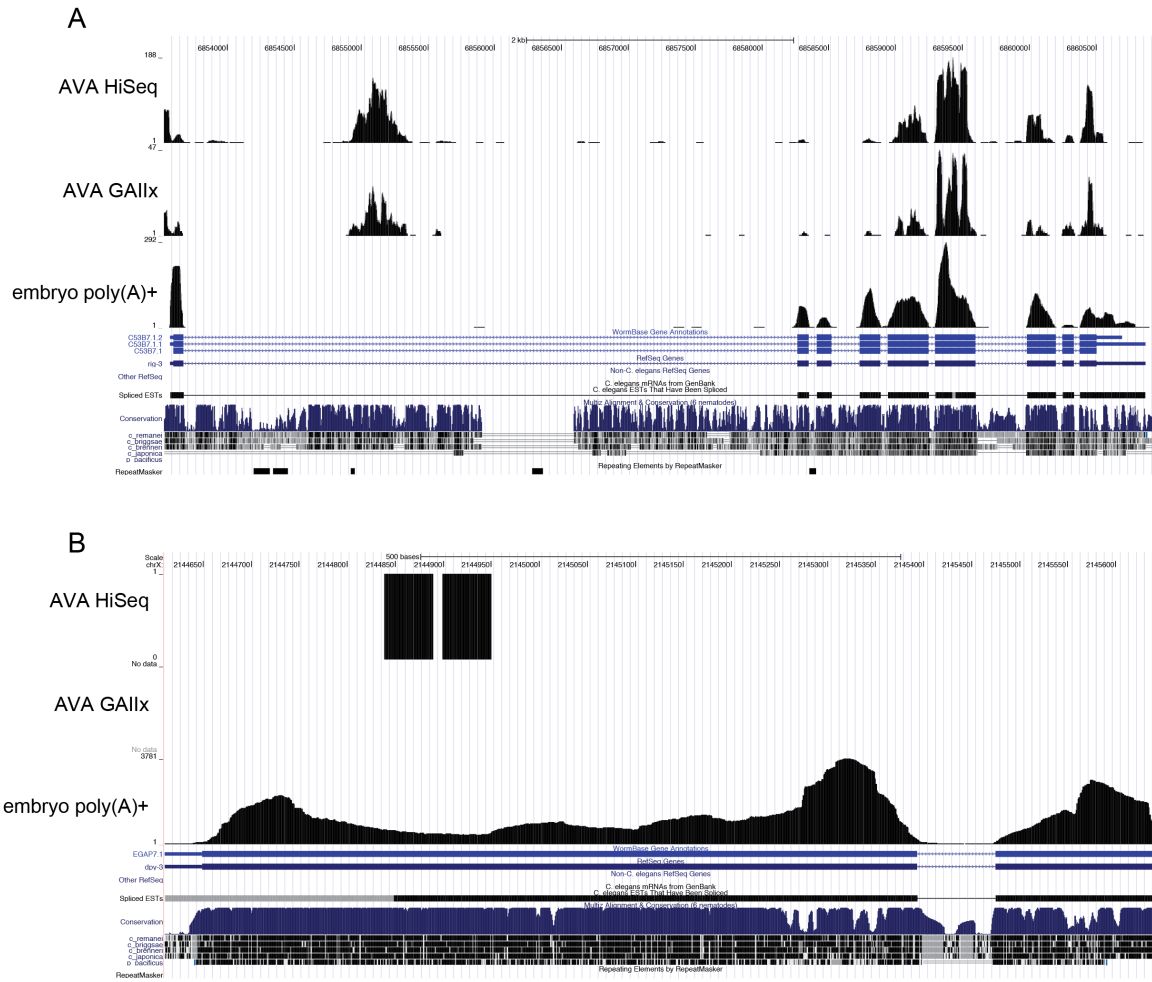 A
2 kb
6854000 6854500 6855000 6855500 6856000 6856500 6857000 6857500 6858000 6858500 6859000 6859500 6860000 6860500
188
AVA HiSeq
1
47
AVA GAIIx
1
292
embryo poly(A)+
1
WormBase Gene Annotations
C53B7.1.2
C53B7.1.1
C53B7.1
RefSeq Genes
rig-3
Non-C. elegans RefSeq Genes
Other RefSeq
C. elegans mRNAs from GenBank
C. elegans ESTs That Have Been Spliced
Spliced ESTs
Multiz Alignment & Conservation (6 nematodes)
Conservation
c_remanei
c_briggsae
c_brenneri
c_japonica
p_pacificus
Repeating Elements by RepeatMasker
RepeatMasker
B
Scale 500 bases
chrX: 2144650 2144700 2144750 2144800 2144850 2144900 2144950 2145000 2145050 2145100 2145150 2145200 2145250 2145300 2145350 2145400 2145450 2145500 2145550 2145600
1
AVA HiSeq
0
No data
AVA GAIIx
No data
3781
embryo poly(A)+
1
WormBase Gene Annotations
EGAP7.1
RefSeq Genes
dpy-3
Non-C. elegans RefSeq Genes
Other RefSeq
C. elegans mRNAs from GenBank
C. elegans ESTs That Have Been Spliced
Spliced ESTs
Multiz Alignment & Conservation (6 nematodes)
Conservation
c_remanei
c_briggsae
c_brenneri
c_japonica
p_pacificus
Repeating Elements by RepeatMasker
RepeatMasker